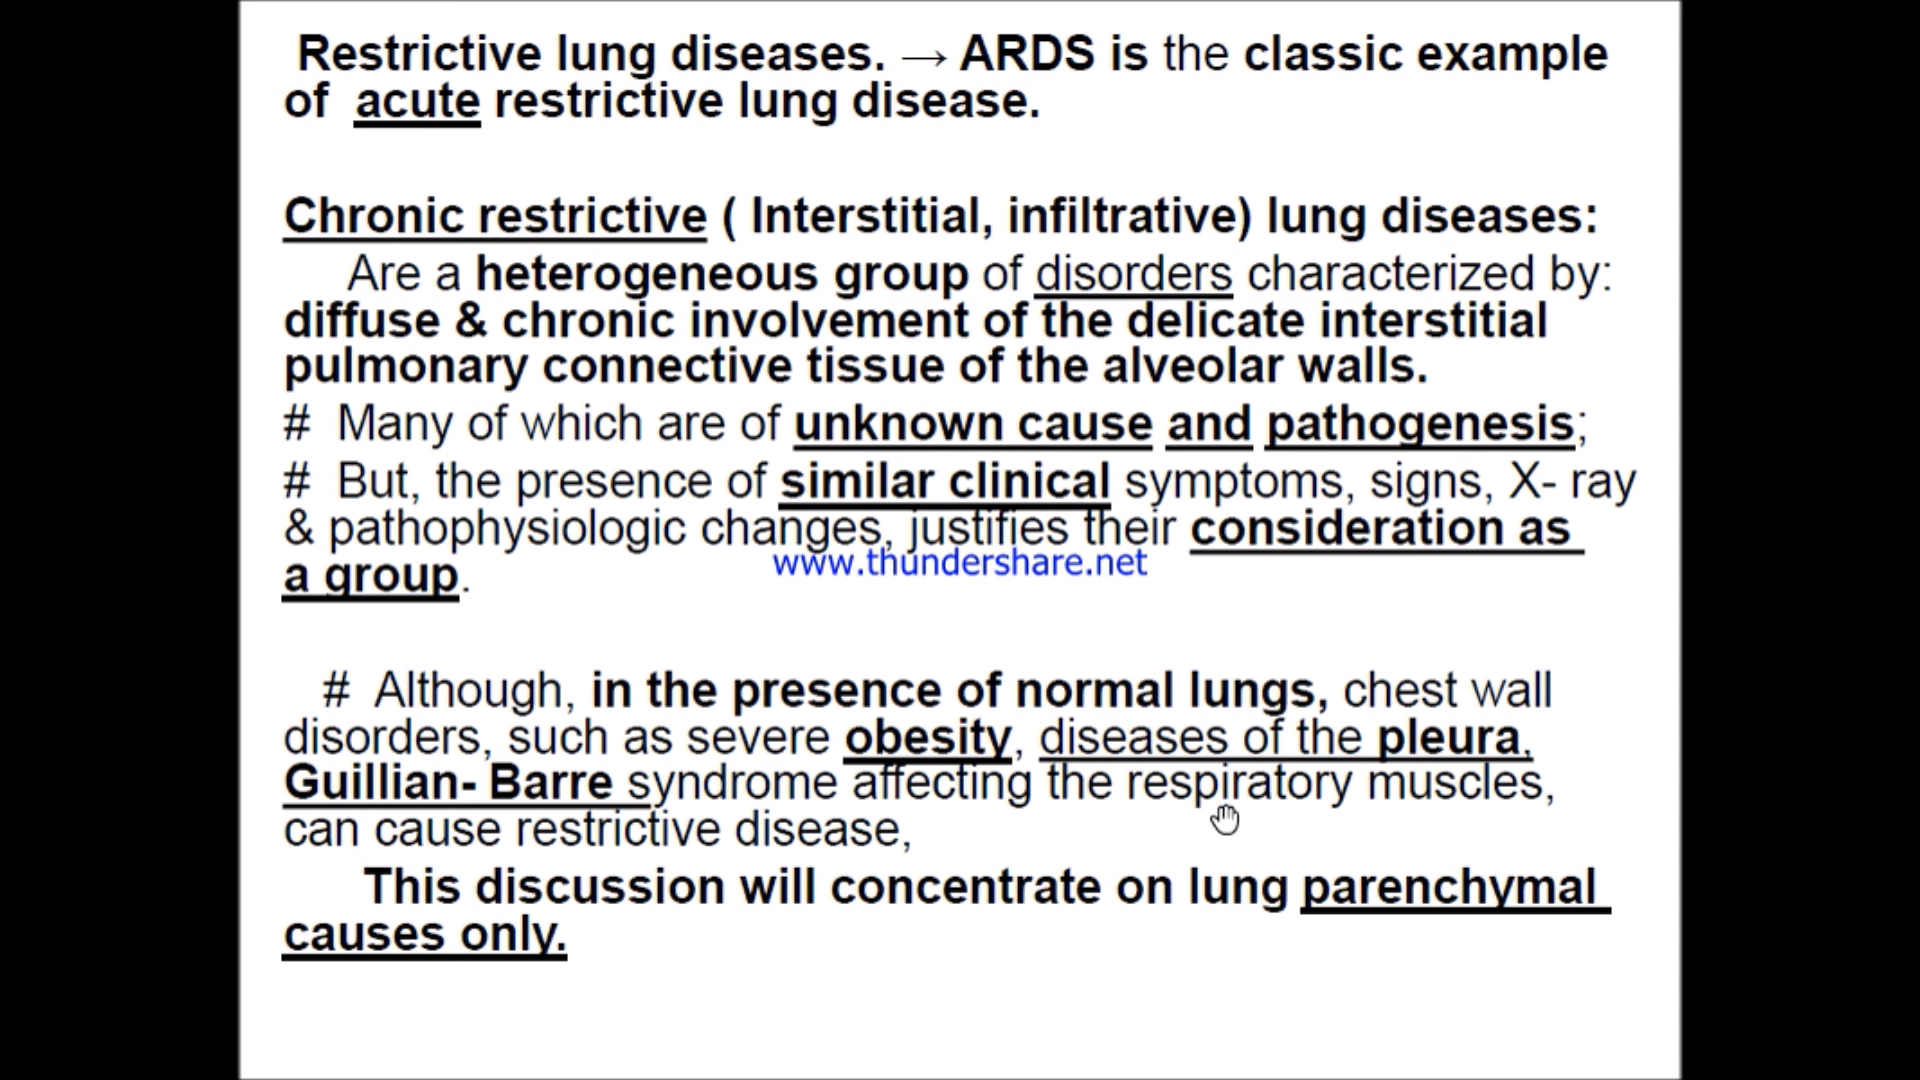 Restrictive lung diseases. → ARDS is the classic example
of acute restrictive lung disease.
Chronic restrictive ( Interstitial, infiltrative) lung diseases:
Are a heterogeneous group of disorders characterized by:
diffuse & chronic involvement of the delicate interstitial
pulmonary connective tissue of the alveolar walls.
# Many of which are of unknown cause and pathogenesis;
# But, the presence of similar clinical symptoms, signs, X- ray
& pathophysiologic changes, justifies their consideration as
www.thundershare.net
a group.
# Although, in the presence of normal lungs, chest wall
disorders, such as severe obesity, diseases of the pleura,
Guillian- Barre syndrome affecting the respiratory muscles,
can cause restrictive disease,
This discussion will concentrate on lung parenchymal
causes only.